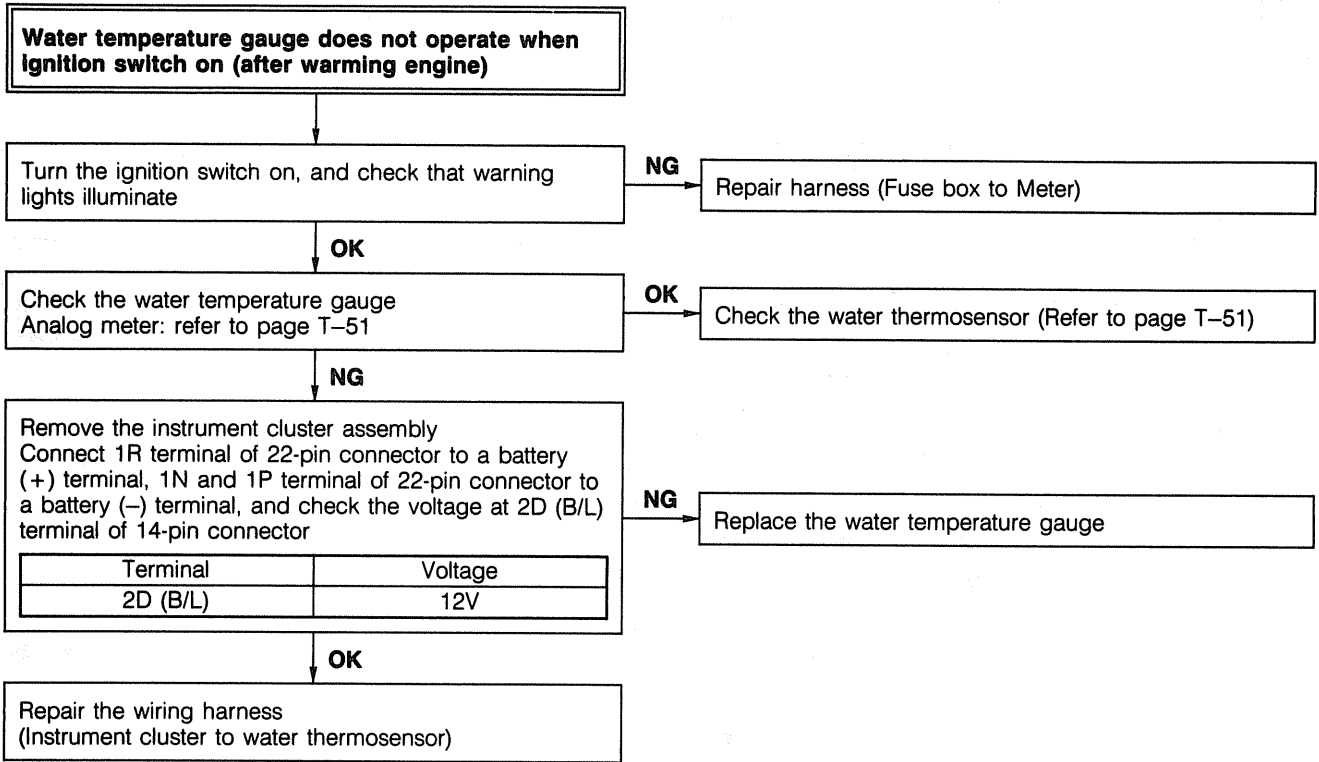 Water temperature gauge does not operate when
ignition switch on (after warming engine)
Turn the ignition switch on, and check that warning
lights illuminate
NG
Repair harness (Fuse box to Meter)
OK
Check the water temperature gauge
Analog meter: refer to page T–51
OK
Check the water thermosensor (Refer to page T–51)
NG
Remove the instrument cluster assembly
Connect 1R terminal of 22-pin connector to a battery
(+) terminal, 1N and 1P terminal of 22-pin connector to
a battery (–) terminal, and check the voltage at 2D (B/L)
terminal of 14-pin connector
Terminal Voltage
2D (B/L) 12V
NG
Replace the water temperature gauge
OK
Repair the wiring harness
(Instrument cluster to water thermosensor)